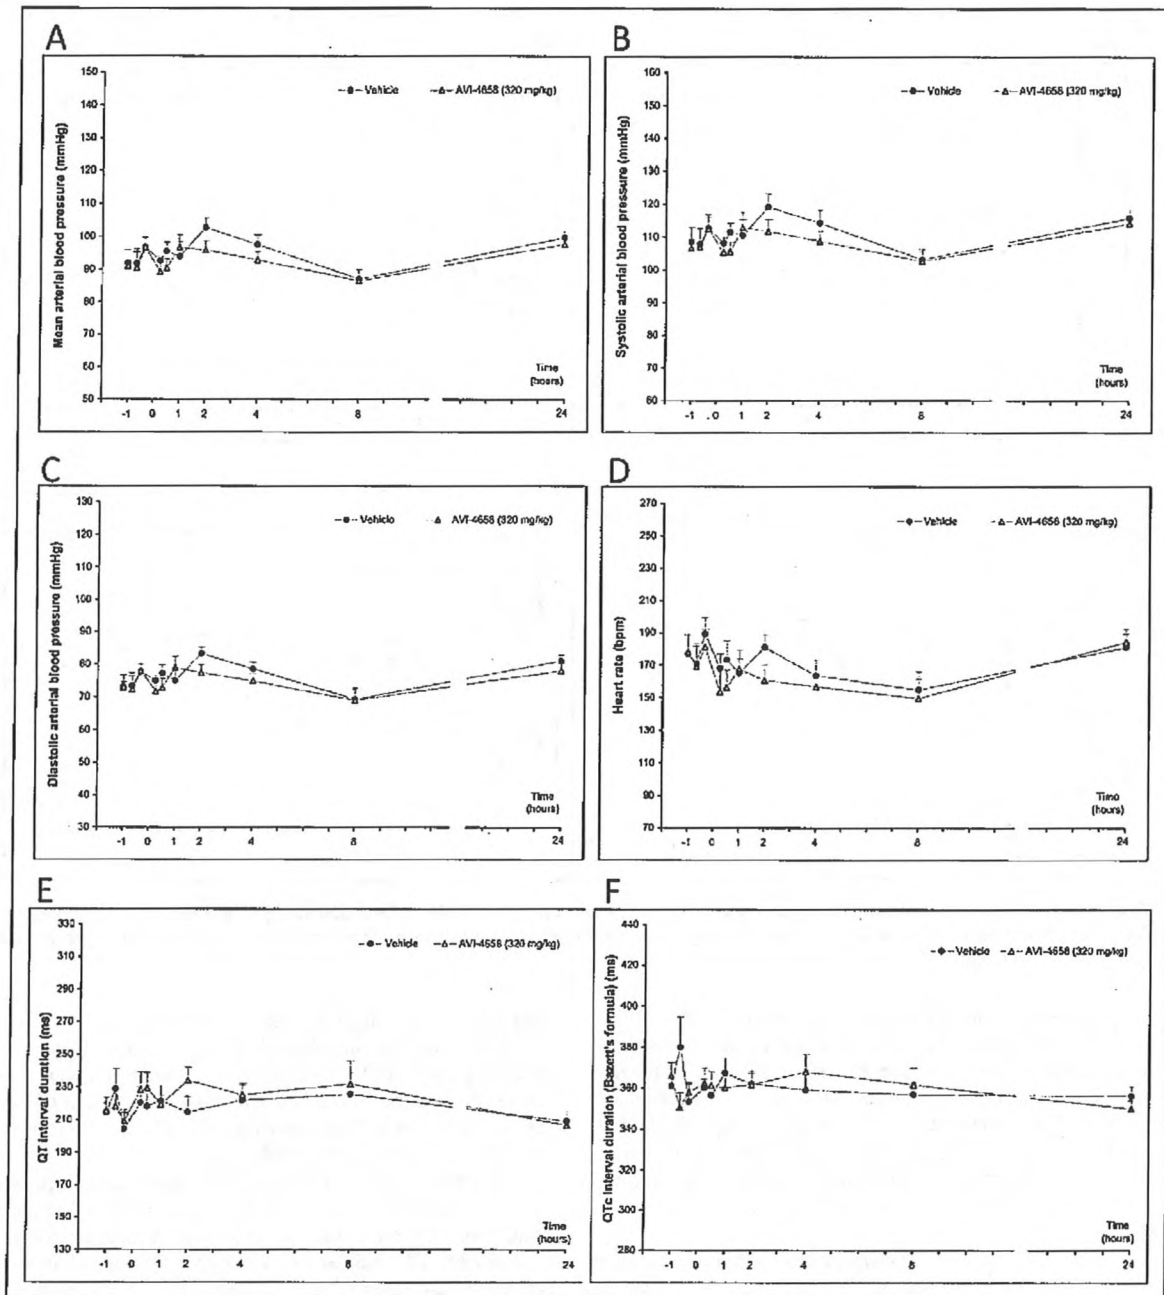 A
Mean arterial blood pressure (mmHg)
150
140
130
120
110
100
90
80
70
60
50
Vehicle
AVI-4658 (320 mg/kg)
Time
(hours)
-1 0 1 2 4 8 24
B
Systolic arterial blood pressure (mmHg)
160
150
140
130
120
110
100
90
80
70
60
Vehicle
AVI-4658 (320 mg/kg)
Time
(hours)
-1 0 1 2 4 8 24
C
Diastolic arterial blood pressure (mmHg)
130
120
110
100
90
80
70
60
50
40
30
Vehicle
AVI-4658 (320 mg/kg)
Time
(hours)
-1 0 1 2 4 8 24
D
Heart rate (bpm)
270
250
230
210
190
170
150
130
110
90
70
Vehicle
AVI-4658 (320 mg/kg)
Time
(hours)
-1 0 1 2 4 8 24
E
QT interval duration (ms)
330
310
290
270
250
230
210
190
170
150
130
Vehicle
AVI-4658 (320 mg/kg)
Time
(hours)
-1 0 1 2 4 8 24
F
QTc interval duration (Bazett's formula) (ms)
440
420
400
380
360
340
320
300
280
Vehicle
AVI-4658 (320 mg/kg)
Time
(hours)
-1 0 1 2 4 8 24